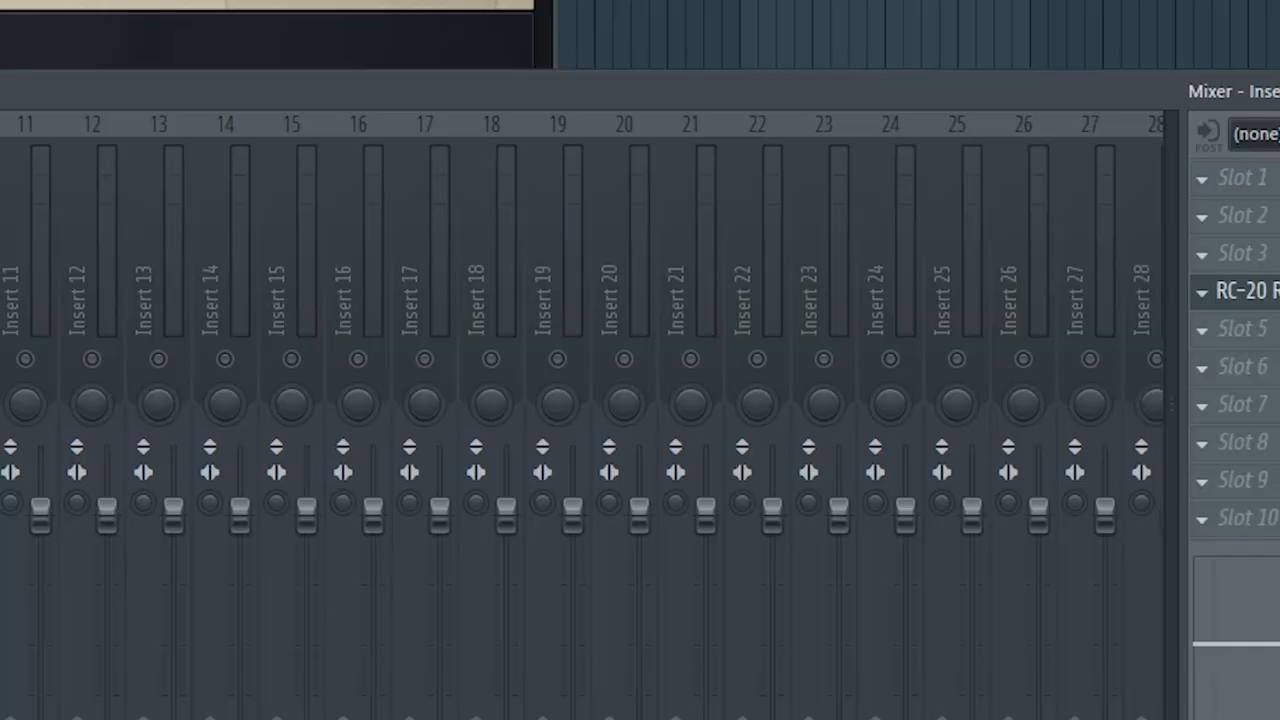 Mixer - Inse
11 12 13 14 15 16 17 18 19 20 21 22 23 24 25 26 27 28
(none)
POST
Slot 1
Slot 2
Slot 3
RC-20 R
Slot 5
Slot 6
Slot 7
Slot 8
Slot 9
Slot 10
Insert 11
Insert 12
Insert 13
Insert 14
Insert 15
Insert 16
Insert 17
Insert 18
Insert 19
Insert 20
Insert 21
Insert 22
Insert 23
Insert 24
Insert 25
Insert 26
Insert 27
Insert 28